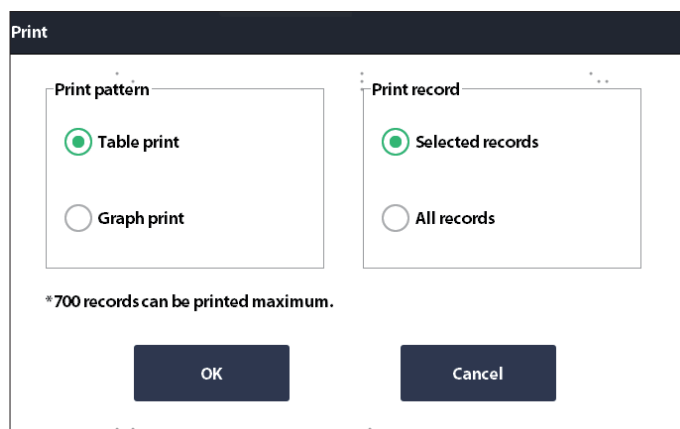 Print
Print pattern
Table print
Graph print
Print record
Selected records
All records
*700 records can be printed maximum.
OK
Cancel